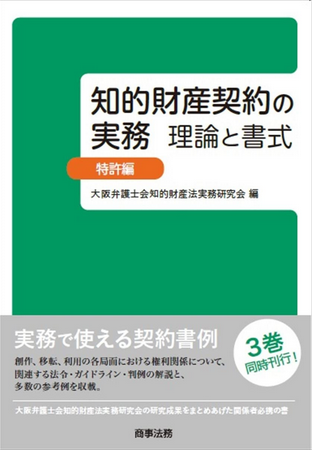 知的財産契約の
実務 理論と書式
特許編
大阪弁護士会知的財産法実務研究会 編
実務で使える契約書例
創作、移転、利用の各局面における権利関係について、
関連する法令・ガイドライン・判例の解説と、
多数の参考例を収載。
3巻
同時刊行!
大阪弁護士会知的財産法実務研究会の研究成果をまとめあげた関係者必携の書
商事法務